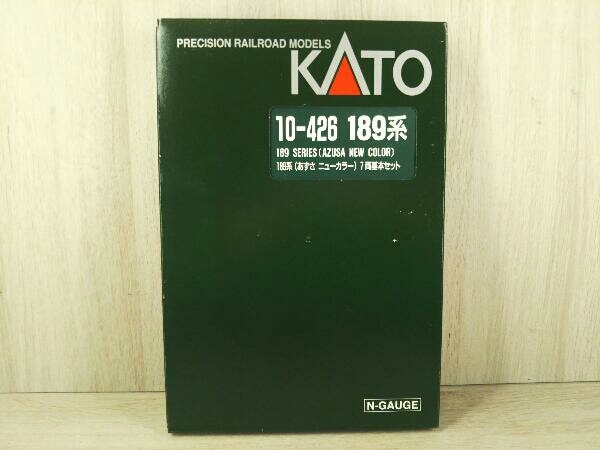 PRECISION RAILROAD MODELS
KATO
10-426 189系
189 SERIES(AZUSA NEW COLOR)
189系(あずさ ニューカラー)7両基本セット
N-GAUGE